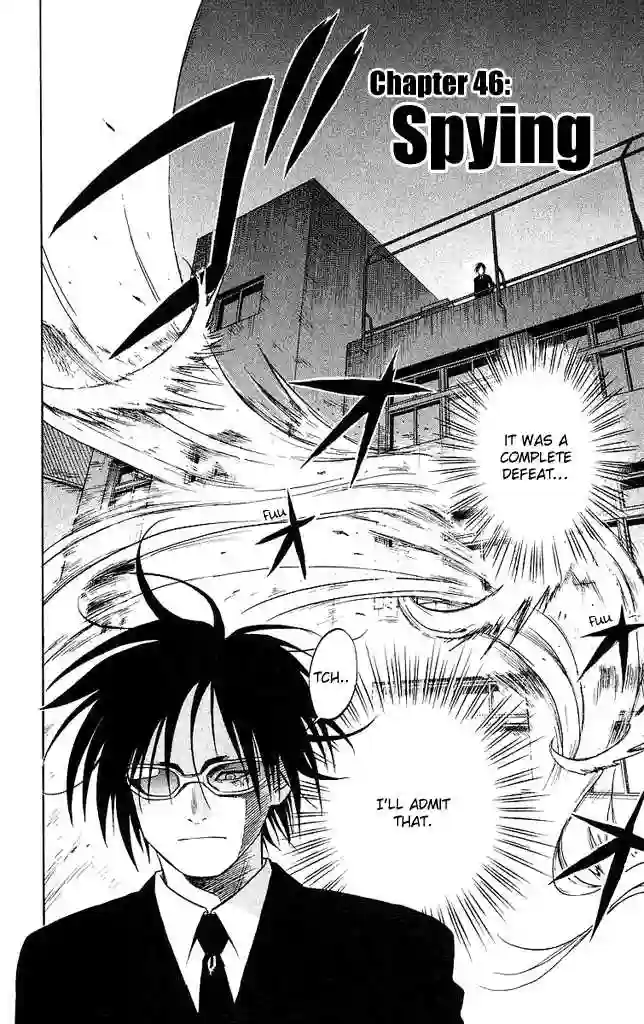 Chapter 46:
Spying
IT WAS A
COMPLETE
DEFEAT...
FUU
FUU
TCH..
I'LL ADMIT
THAT.